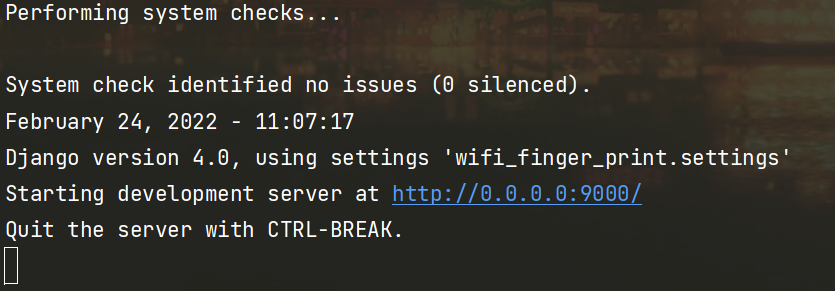 Performing system checks...
System check identified no issues (0 silenced).
February 24, 2022 - 11:07:17
Django version 4.0, using settings 'wifi_finger_print.settings'
Starting development server at http://0.0.0.0:9000/
Quit the server with CTRL-BREAK.